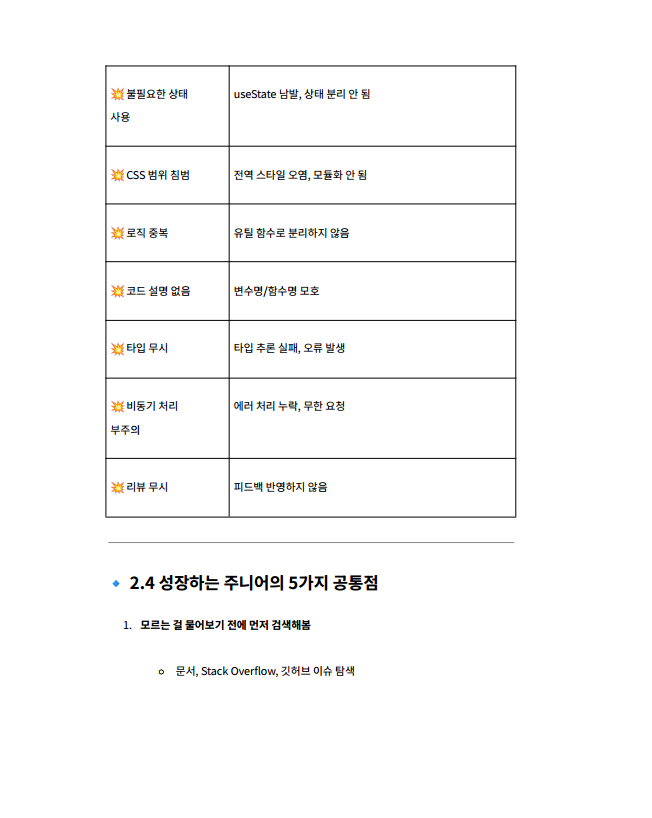 💥 불필요한 상태
사용
useState 남발, 상태 분리 안 됨
💥 CSS 범위 침범
전역 스타일 오염, 모듈화 안 됨
💥 로직 중복
유틸 함수로 분리하지 않음
💥 코드 설명 없음
변수명/함수명 모호
💥 타입 무시
타입 추론 실패, 오류 발생
💥 비동기 처리
부주의
에러 처리 누락, 무한 요청
💥 리뷰 무시
피드백 반영하지 않음
🔹 2.4 성장하는 주니어의 5가지 공통점
1. 모르는 걸 물어보기 전에 먼저 검색해봄
○ 문서, Stack Overflow, 깃허브 이슈 탐색